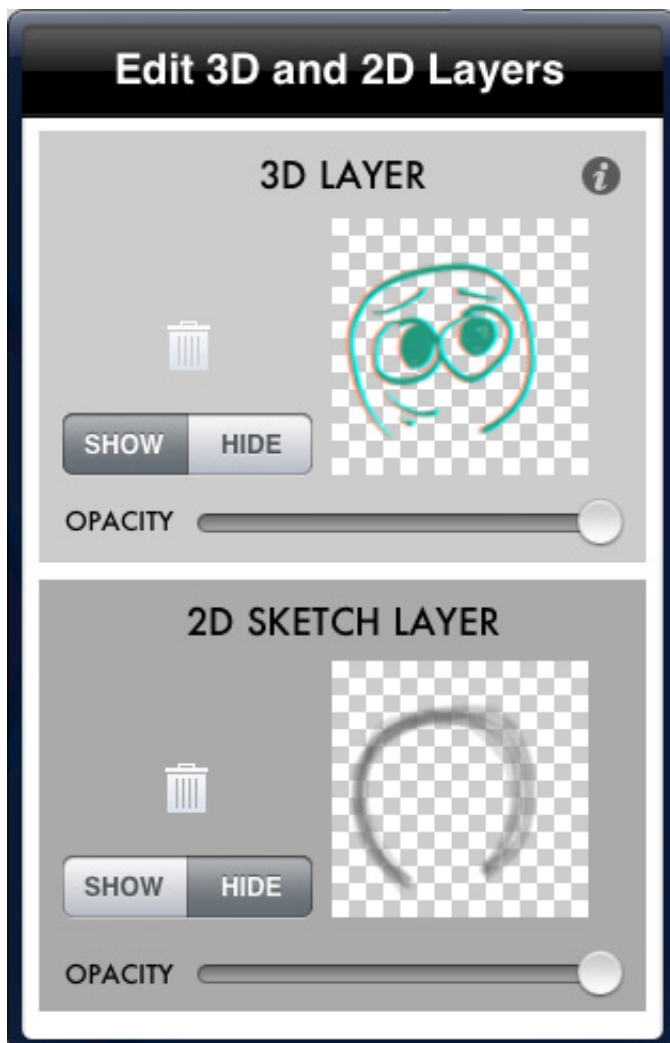 Edit 3D and 2D Layers
3D LAYER
i
SHOW HIDE
OPACITY
2D SKETCH LAYER
SHOW HIDE
OPACITY